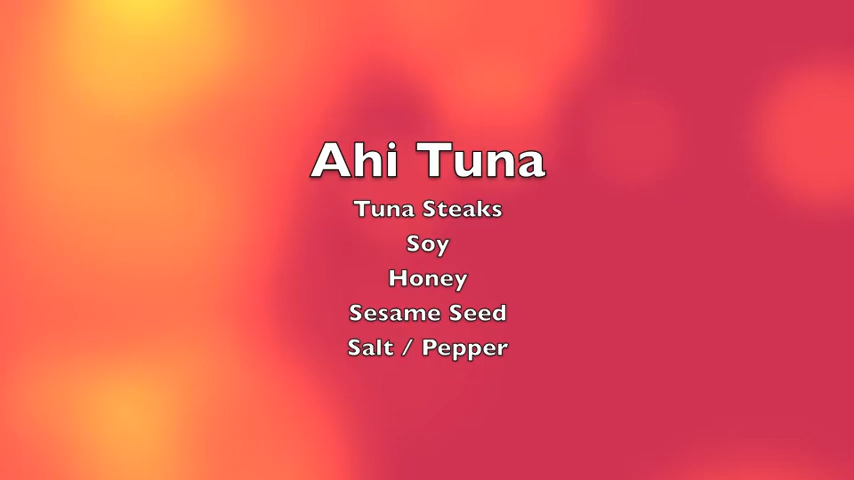 Ahi Tuna
Tuna Steaks
Soy
Honey
Sesame Seed
Salt / Pepper